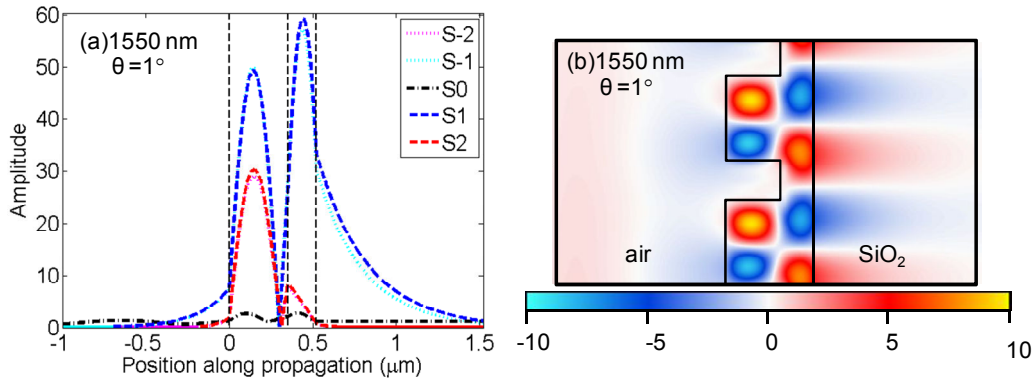 (a)1550 nm
θ=1°
S-2
S-1
S0
S1
S2
60
50
40
30
20
10
0
Amplitude
-1 -0.5 0 0.5 1 1.5
Position along propagation (μm)
(b)1550 nm
θ=1°
air
SiO2
-10 -5 0 5 10